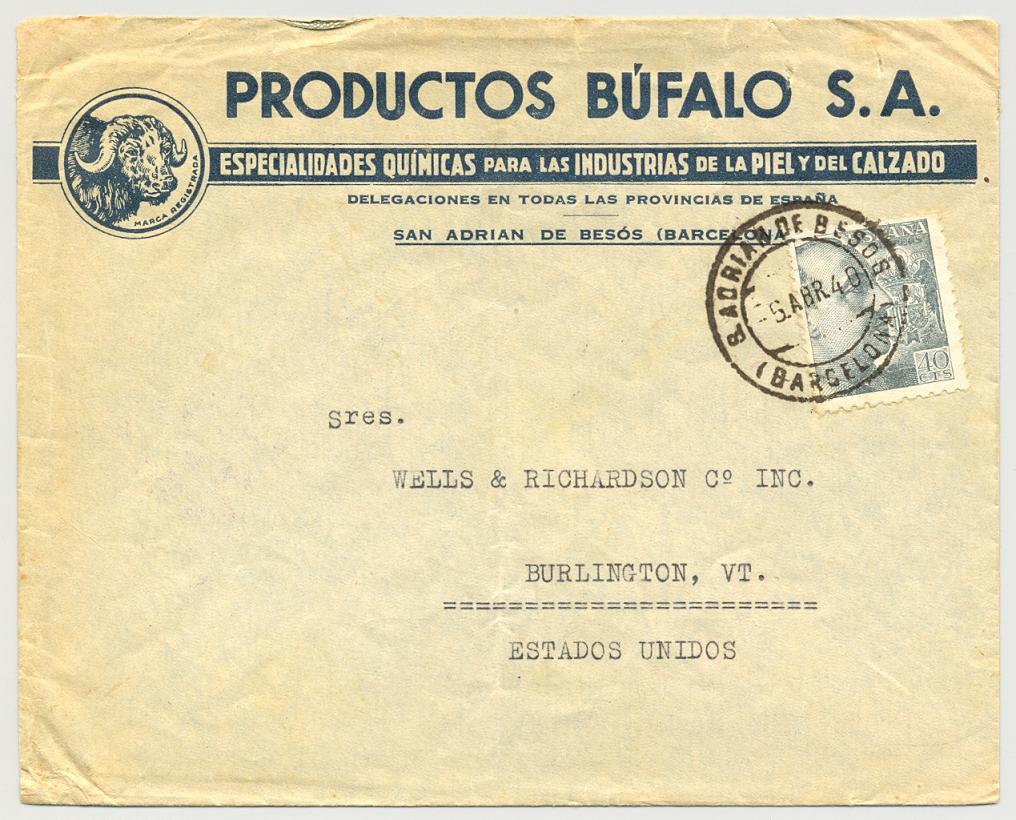 PRODUCTOS BÚFALO S.A.
MARCA REGISTRADA
ESPECIALIDADES QUÍMICAS PARA LAS INDUSTRIAS DE LA PIEL Y DEL CALZADO
DELEGACIONES EN TODAS LAS PROVINCIAS DE ESPAÑA
SAN ADRIAN DE BESÓS (BARCELONA)
S. ADRIAN DE BESOS
ABR. 40
(BARCELONA)
40
CTS
Sres.
WELLS & RICHARDSON Cº INC.
BURLINGTON, VT.
=======================
ESTADOS UNIDOS